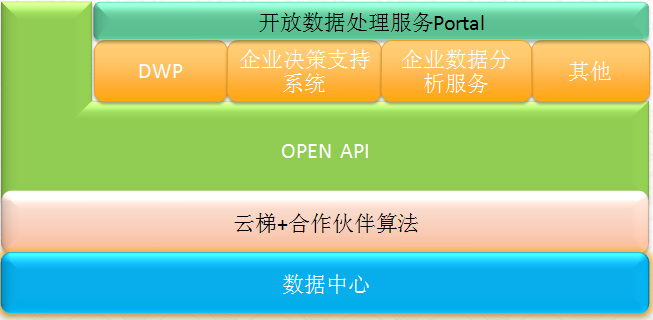 开放数据处理服务Portal
DWP
企业决策支持
系统
企业数据分
析服务
其他
OPEN API
云梯+合作伙伴算法
数据中心